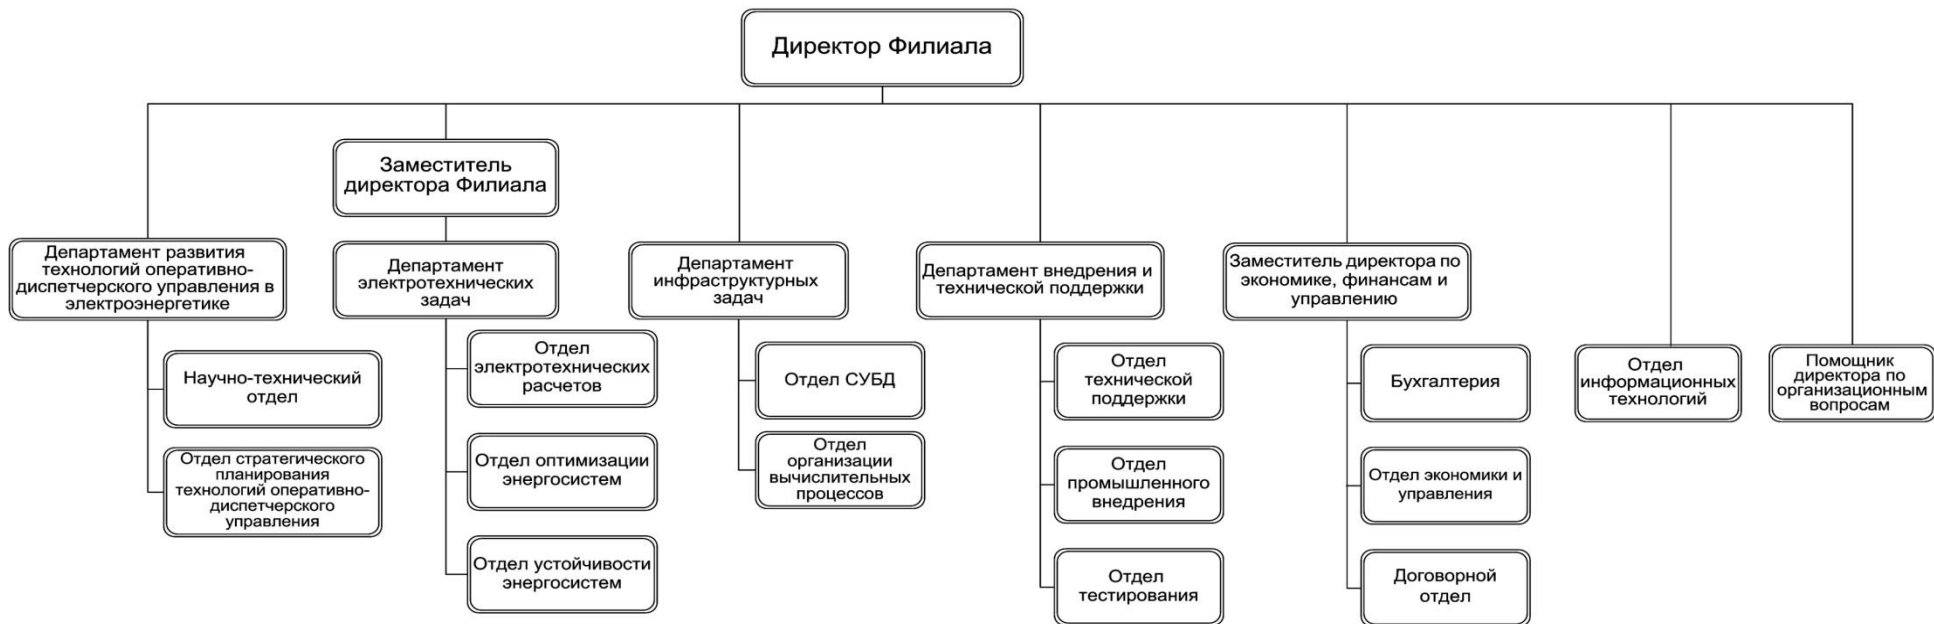 Директор Филиала
Заместитель
директора Филиала
Департамент развития
технологий оперативно-
диспетчерского управления в
электроэнергетике
Департамент
электротехнических
задач
Департамент
инфраструктурных
задач
Департамент внедрения и
технической поддержки
Заместитель директора по
экономике, финансам и
управлению
Научно-технический
отдел
Отдел стратегического
планирования
технологий оперативно-
диспетчерского
управления
Отдел
электротехнических
расчетов
Отдел оптимизации
энергосистем
Отдел устойчивости
энергосистем
Отдел СУБД
Отдел
организации
вычислительных
процессов
Отдел
технической
поддержки
Отдел
промышленного
внедрения
Отдел
тестирования
Бухгалтерия
Отдел экономики и
управления
Договорной
отдел
Отдел
информационных
технологий
Помощник
директора по
организационным
вопросам